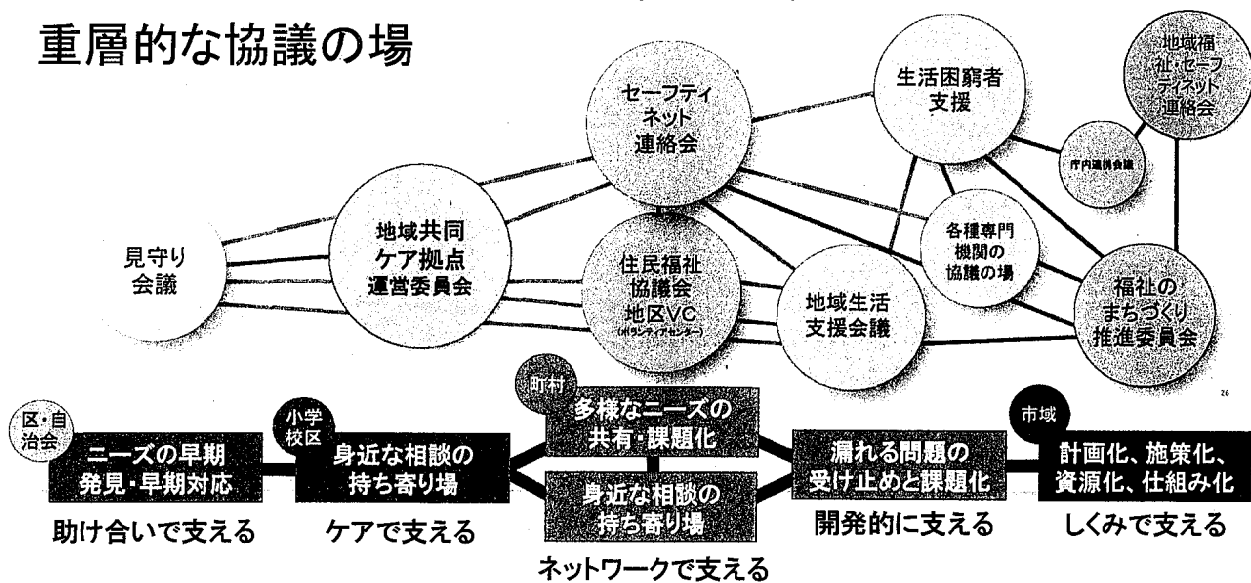 重層的な協議の場
見守り
会議
地域共同
ケア拠点
運営委員会
セーフティ
ネット
連絡会
住民福祉
協議会
地区VC
(ボランティアセンター)
地域生活
支援会議
生活困窮者
支援
各種専門
機関の
協議の場
庁内連携会議
地域福
祉・セーフ
ティネット
連絡会
福祉の
まちづくり
推進委員会
26
区・自
治会
ニーズの早期
発見・早期対応
助け合いで支える
小学
校区
身近な相談の
持ち寄り場
ケアで支える
町村
多様なニーズの
共有・課題化
身近な相談の
持ち寄り場
ネットワークで支える
漏れる問題の
受け止めと課題化
開発的に支える
市域
計画化、施策化、
資源化、仕組み化
しくみで支える